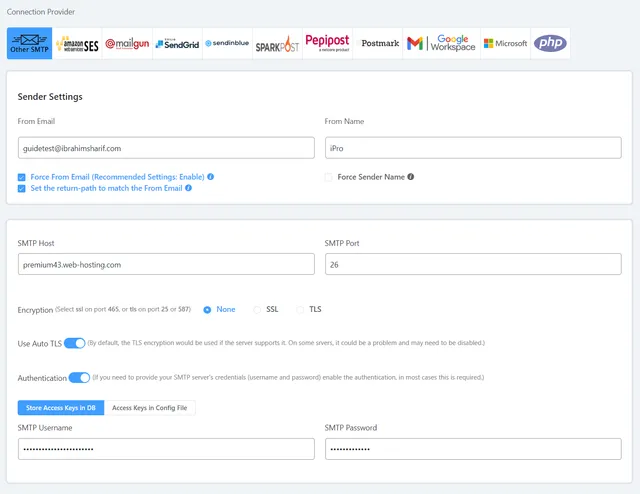 Connection Provider
Other SMTP
amazon webservices SES
mailgun
SendGrid
sendinblue
SPARKPOST
Pepipost
a netcore product
Postmark
Google Workspace
Microsoft
php
Sender Settings
From Email From Name
guidetest@ibrahimsharif.com iPro
Force From Email (Recommended Settings: Enable) Force Sender Name
Set the return-path to match the From Email
SMTP Host SMTP Port
premium43.web-hosting.com 26
Encryption (Select ssl on port 465, or tls on port 25 or 587) None SSL TLS
Use Auto TLS (By default, the TLS encryption would be used if the server supports it. On some srvers, it could be a problem and may need to be disabled.)
Authentication (If you need to provide your SMTP server's credentials (username and password) enable the authentication, in most cases this is required.)
Store Access Keys in DB Access Keys in Config File
SMTP Username SMTP Password